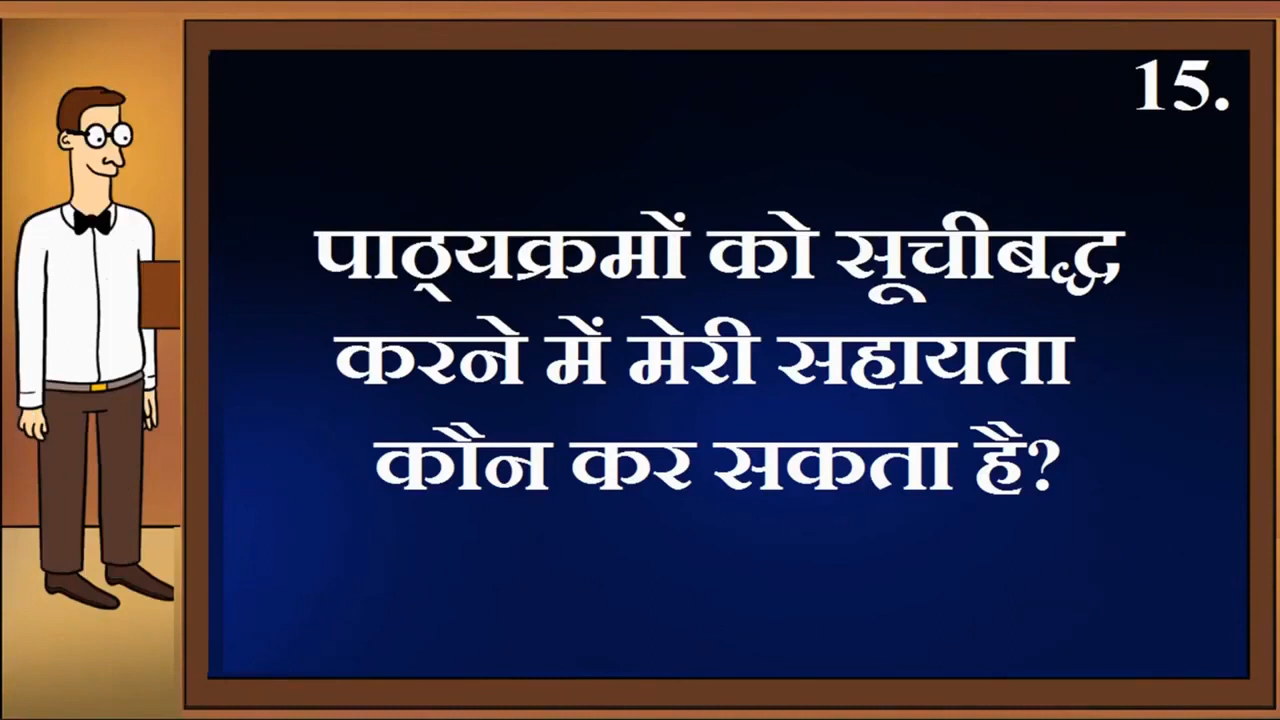 15.
पाठ्यक्रमों को सूचीबद्ध
करने में मेरी सहायता
कौन कर सकता है?